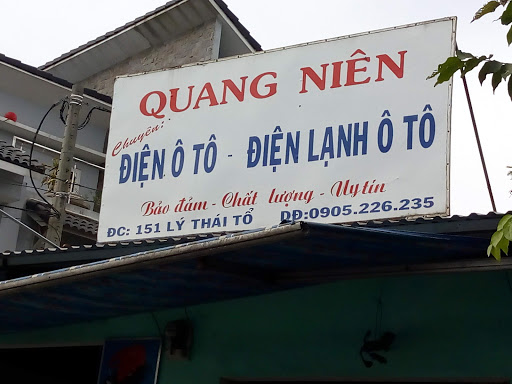 QUANG NIÊN
Chuyên:
ĐIỆN Ô TÔ - ĐIỆN LẠNH Ô TÔ
Bảo đảm - Chất lượng - Uy tín
ĐC: 151 LÝ THÁI TỔ DĐ:0905.226.235